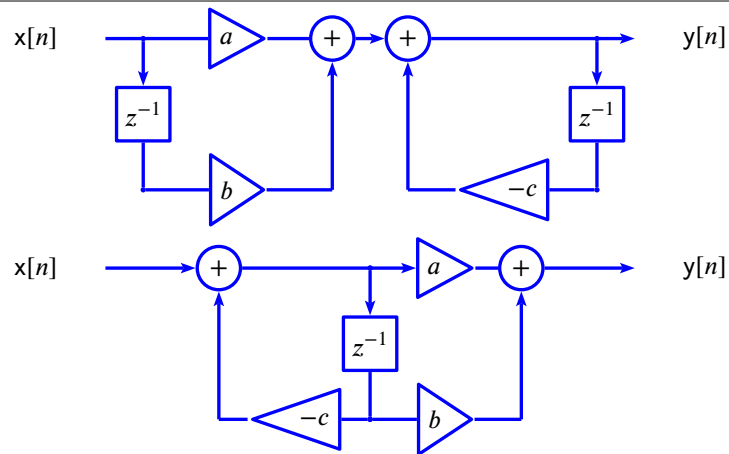 x[n] a + + y[n]
z⁻¹ z⁻¹
b −c
x[n] + a + y[n]
z⁻¹
−c b